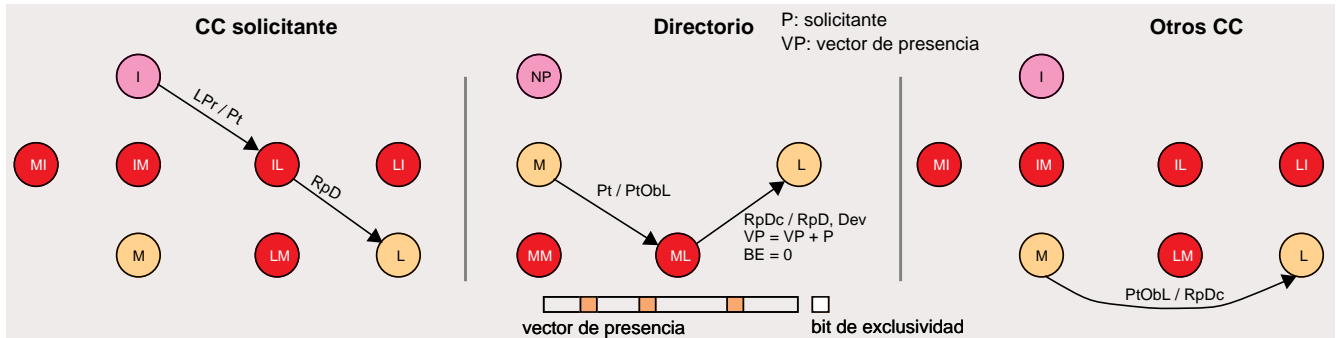 CC solicitante
I
LPr / Pt
MI
IM
IL
LI
RpD
M
LM
L
Directorio
P: solicitante
VP: vector de presencia
NP
M
L
Pt / PtObL
RpDc / RpD, Dev
VP = VP + P
BE = 0
MM
ML
vector de presencia
bit de exclusividad
Otros CC
I
MI
IM
IL
LI
M
LM
L
PtObL / RpDc